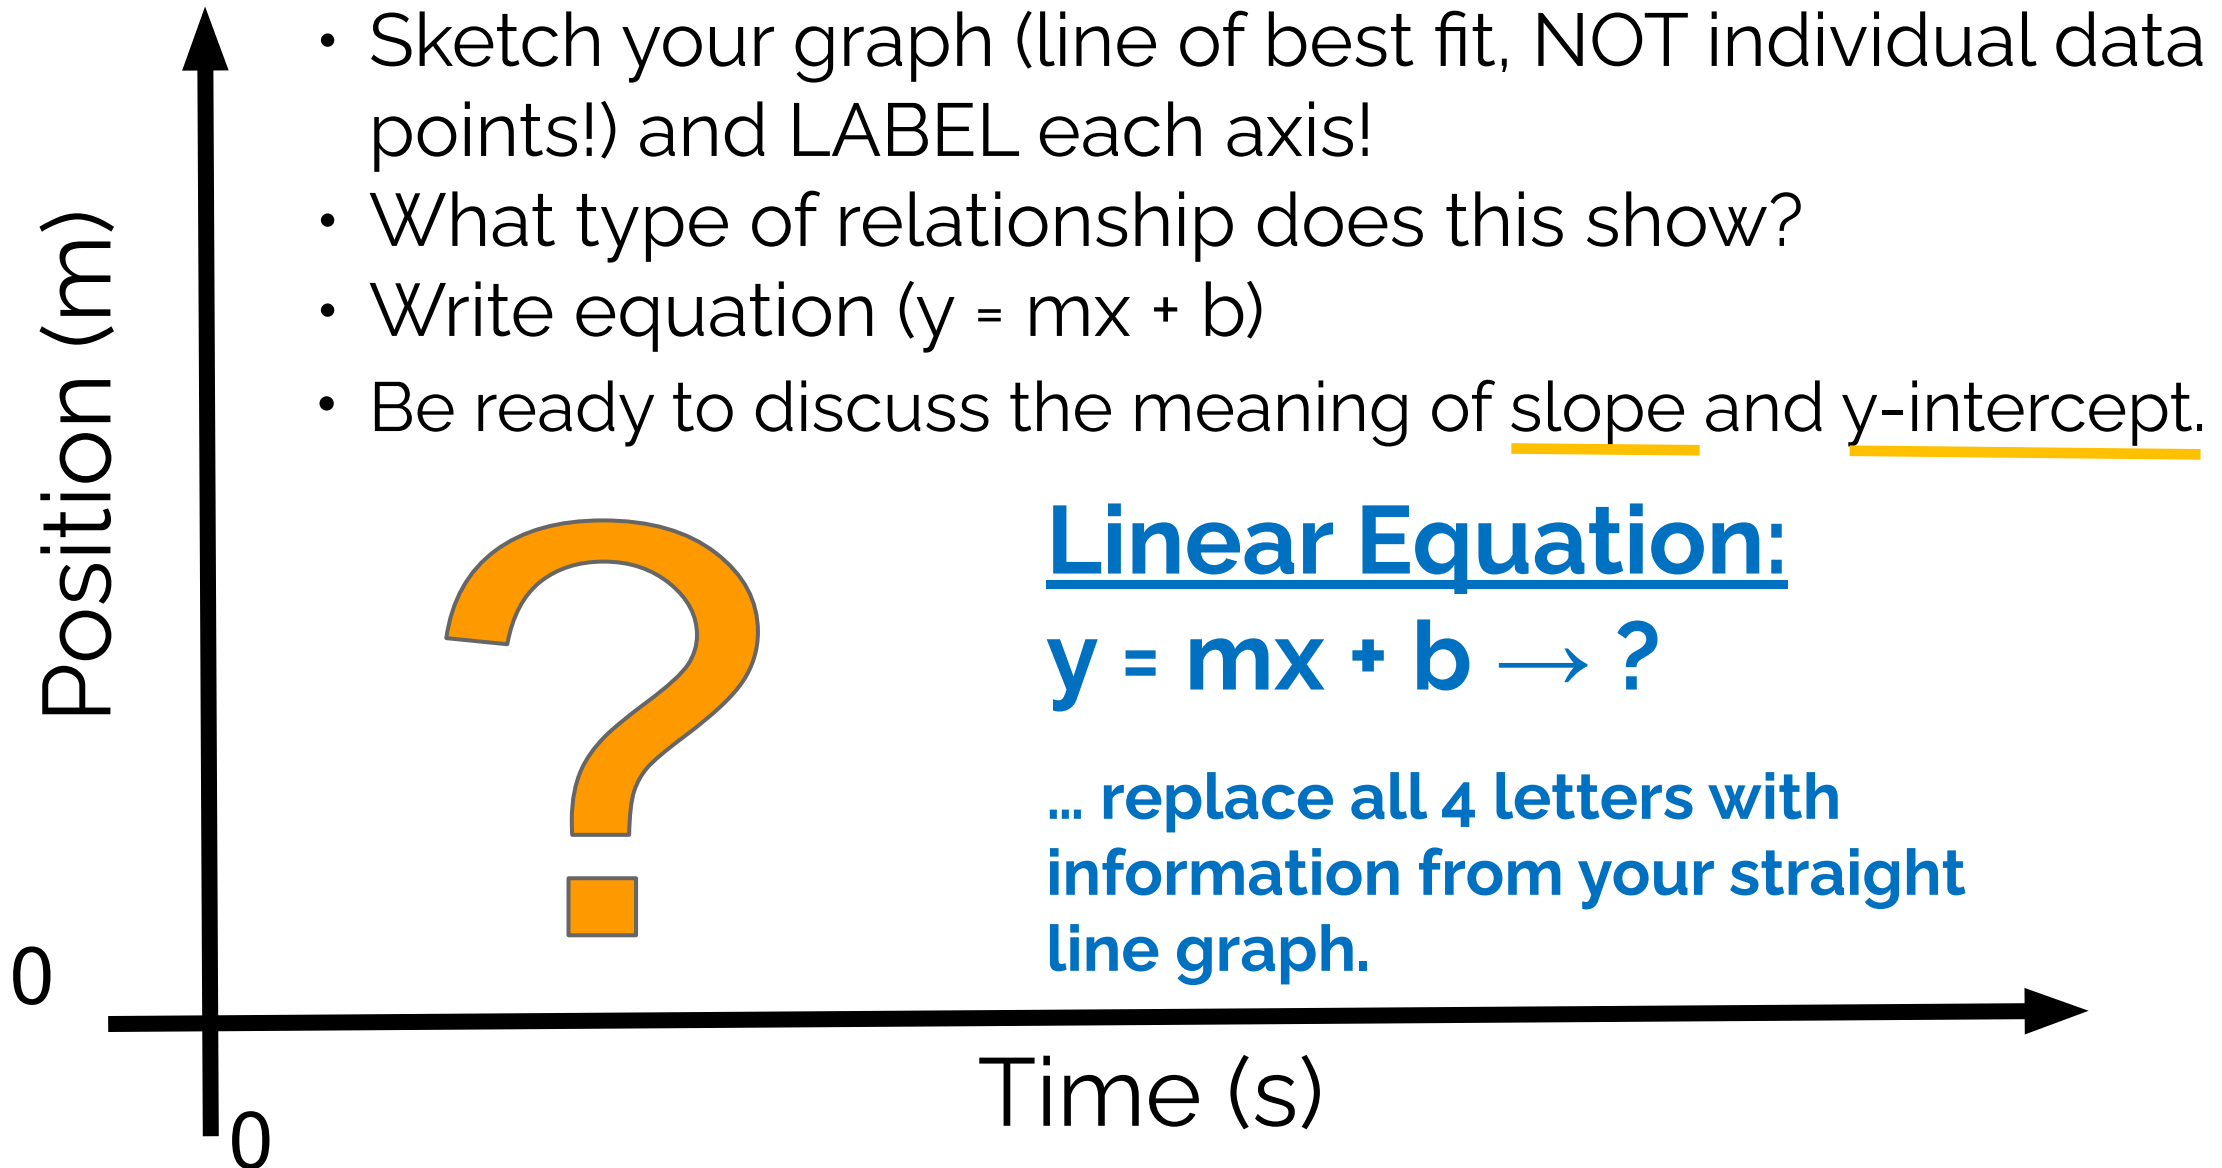 • Sketch your graph (line of best fit, NOT individual data
points!) and LABEL each axis!
• What type of relationship does this show?
• Write equation (y = mx + b)
• Be ready to discuss the meaning of slope and y-intercept.
Position (m)
?
Linear Equation:
y = mx + b → ?
... replace all 4 letters with
information from your straight
line graph.
0
Time (s)
0